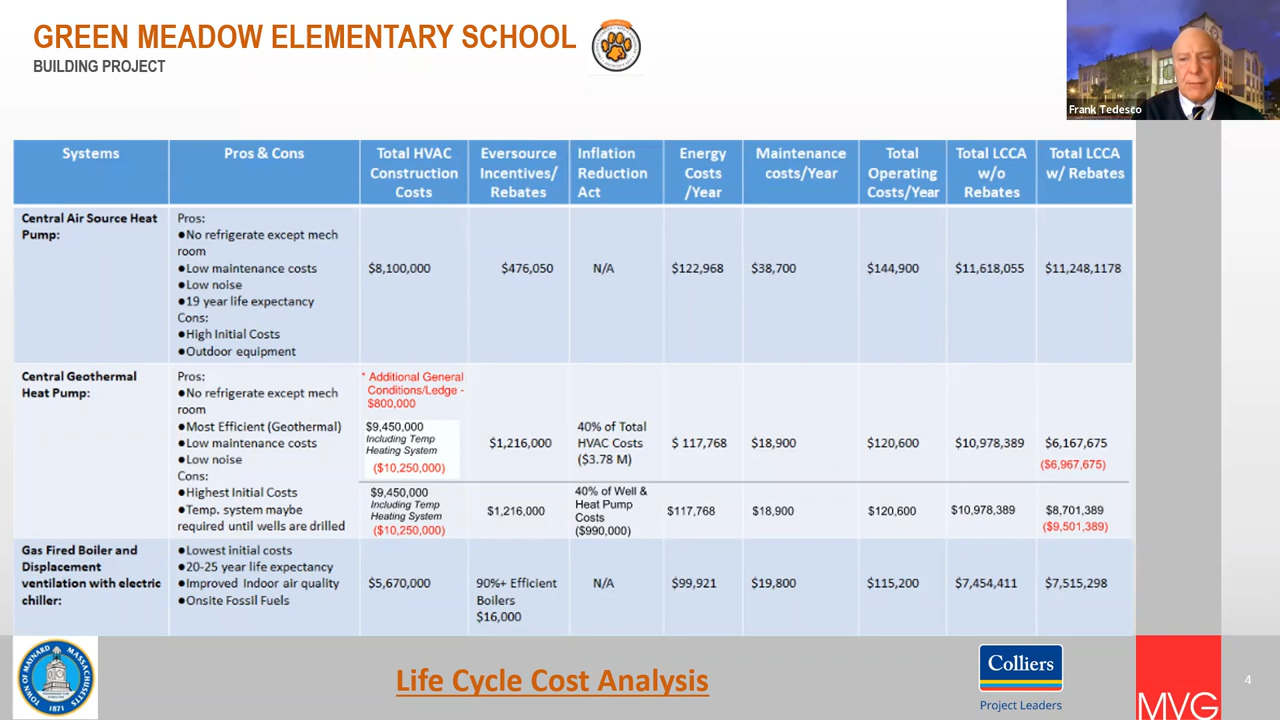 GREEN MEADOW ELEMENTARY SCHOOL
BUILDING PROJECT
Frank Tedesco
Systems
Pros & Cons
Total HVAC
Construction
Costs
Eversource
Incentives/
Rebates
Inflation
Reduction
Act
Energy
Costs
/Year
Maintenance
costs/Year
Total
Operating
Costs/Year
Total LCCA
w/o
Rebates
Total LCCA
w/ Rebates
Central Air Source Heat
Pump:
Pros:
●No refrigerate except mech
room
●Low maintenance costs
●Low noise
●19 year life expectancy
Cons:
●High Initial Costs
●Outdoor equipment
$8,100,000
$476,050
N/A
$122,968
$38,700
$144,900
$11,618,055
$11,248,1178
Central Geothermal
Heat Pump:
Pros:
●No refrigerate except mech
room
●Most Efficient (Geothermal)
●Low maintenance costs
●Low noise
Cons:
●Highest Initial Costs
●Temp. system maybe
required until wells are drilled
* Additional General
Conditions/Ledge -
$800,000
$9,450,000
Including Temp
Heating System
($10,250,000)
$1,216,000
40% of Total
HVAC Costs
($3.78 M)
$ 117,768
$18,900
$120,600
$10,978,389
$6,167,675
($6,967,675)
$9,450,000
Including Temp
Heating System
($10,250,000)
$1,216,000
40% of Well &
Heat Pump
Costs
($990,000)
$117,768
$18,900
$120,600
$10,978,389
$8,701,389
($9,501,389)
Gas Fired Boiler and
Displacement
ventilation with electric
chiller:
●Lowest initial costs
●20-25 year life expectancy
●Improved Indoor air quality
●Onsite Fossil Fuels
$5,670,000
90%+ Efficient
Boilers
$16,000
N/A
$99,921
$19,800
$115,200
$7,454,411
$7,515,298
TOWN OF MAYNARD MASSACHUSETTS
1871
Life Cycle Cost Analysis
Colliers
Project Leaders
MVG
4